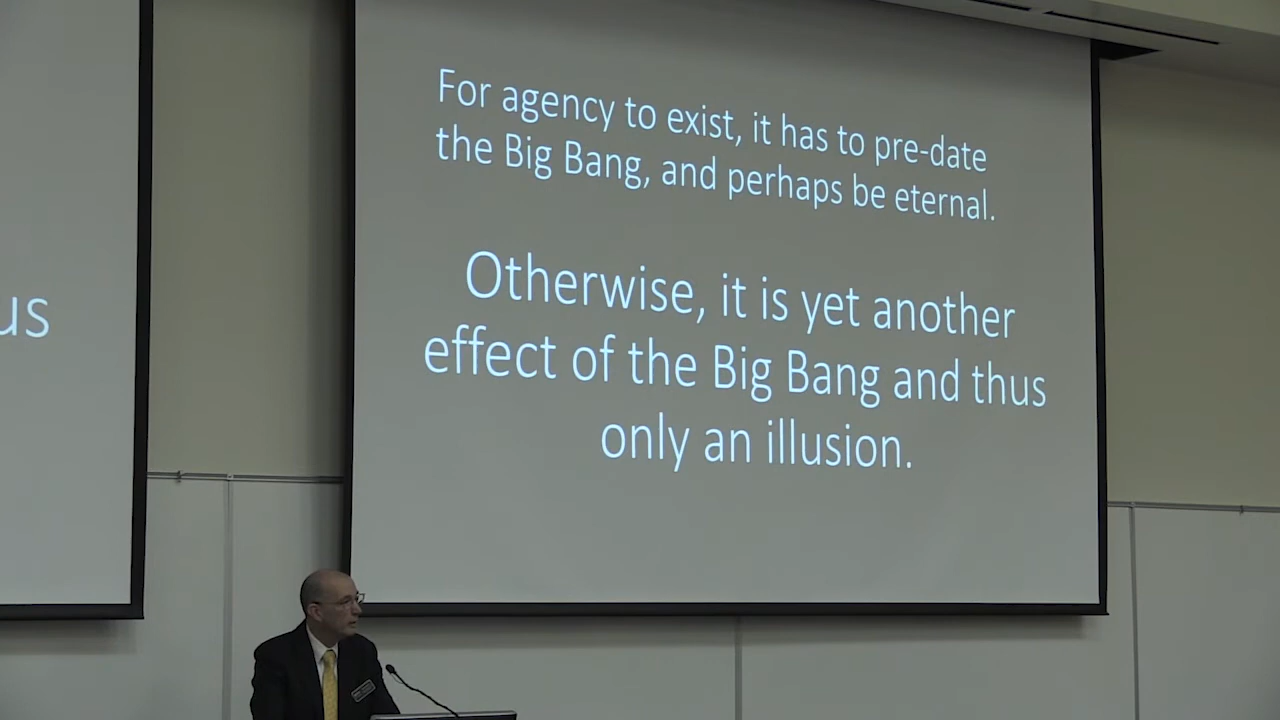 us
For agency to exist, it has to pre-date
the Big Bang, and perhaps be eternal.
Otherwise, it is yet another
effect of the Big Bang and thus
only an illusion.